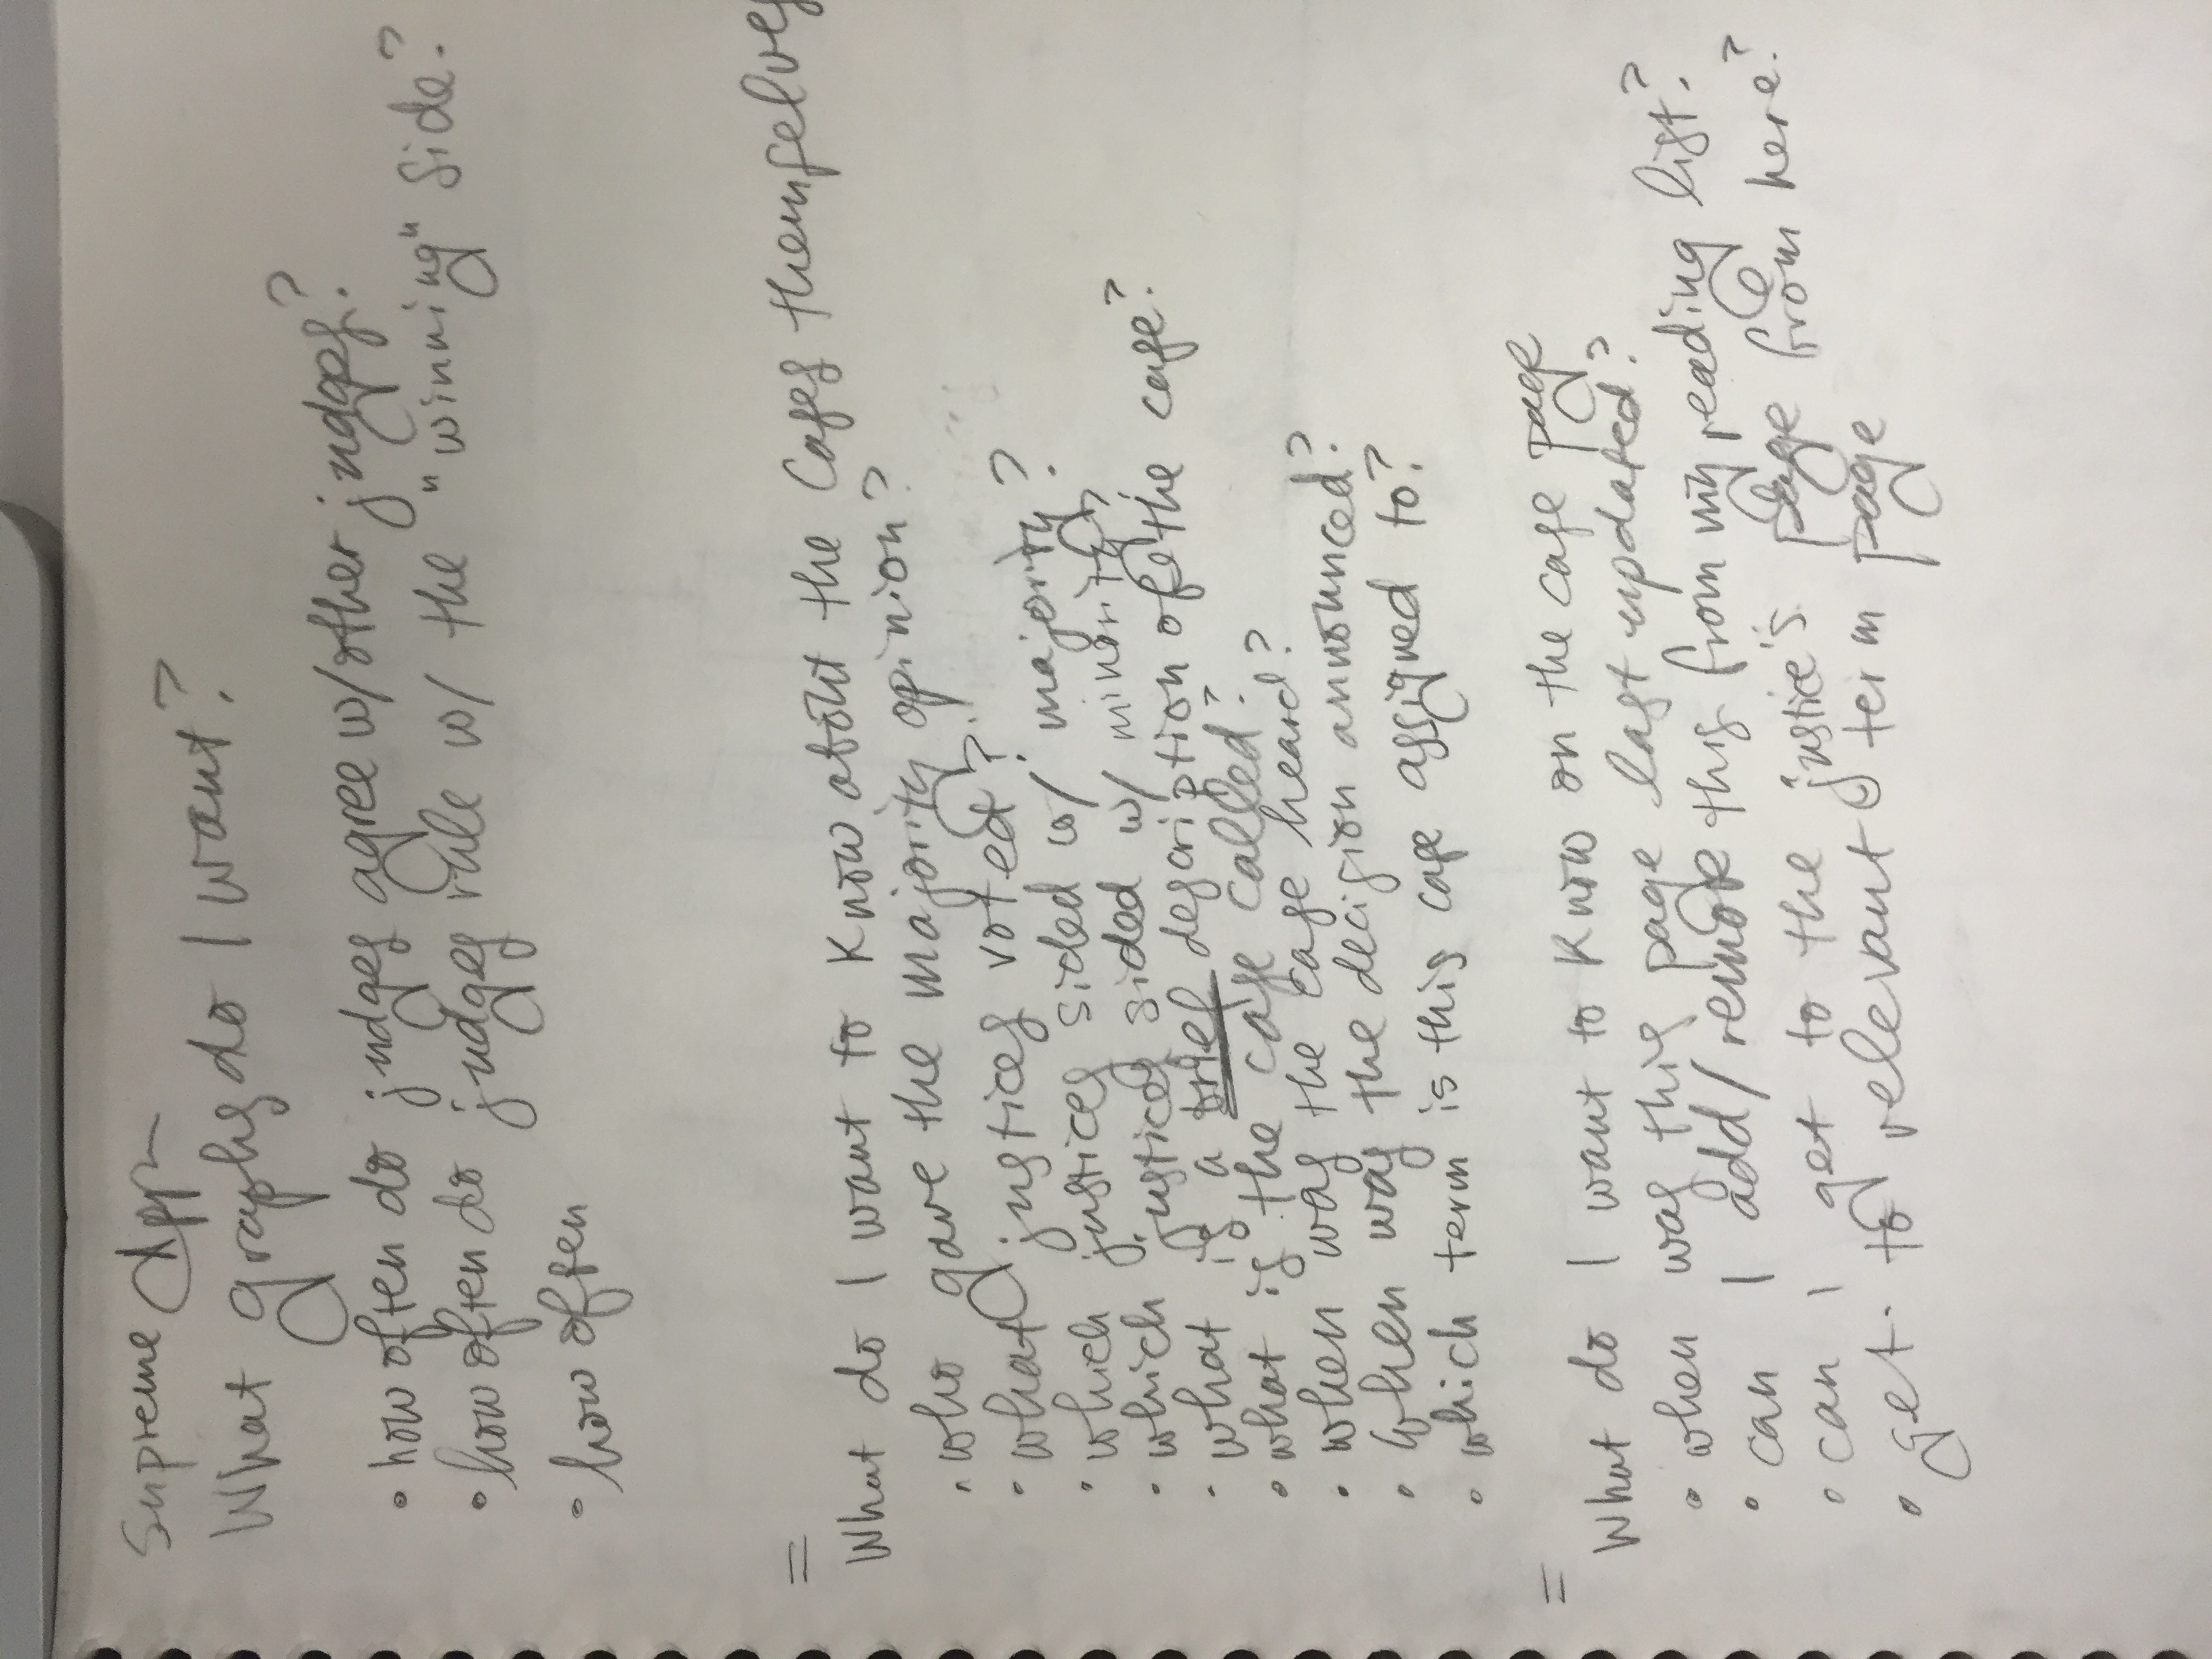 Supreme App
What graphs do I want?
• how often do judges agree w/other judges?
• how often do judges rule w/ the "winning" side?
• how often
=
What do I want to know about the cases themselves
• who gave the majority opinion?
• what justices voted?
• which justices sided w/ majority?
• which justices sided w/ minority?
• what is a brief description of the case?
• what is the case called?
• when was the case heard?
• when was the decision announced?
• which term is this case assigned to?
=
What do I want to know on the case page
• when was this page last updated?
• can I add/remove this from my reading list?
• can I get to the justice's page from here?
• get to relevant term page